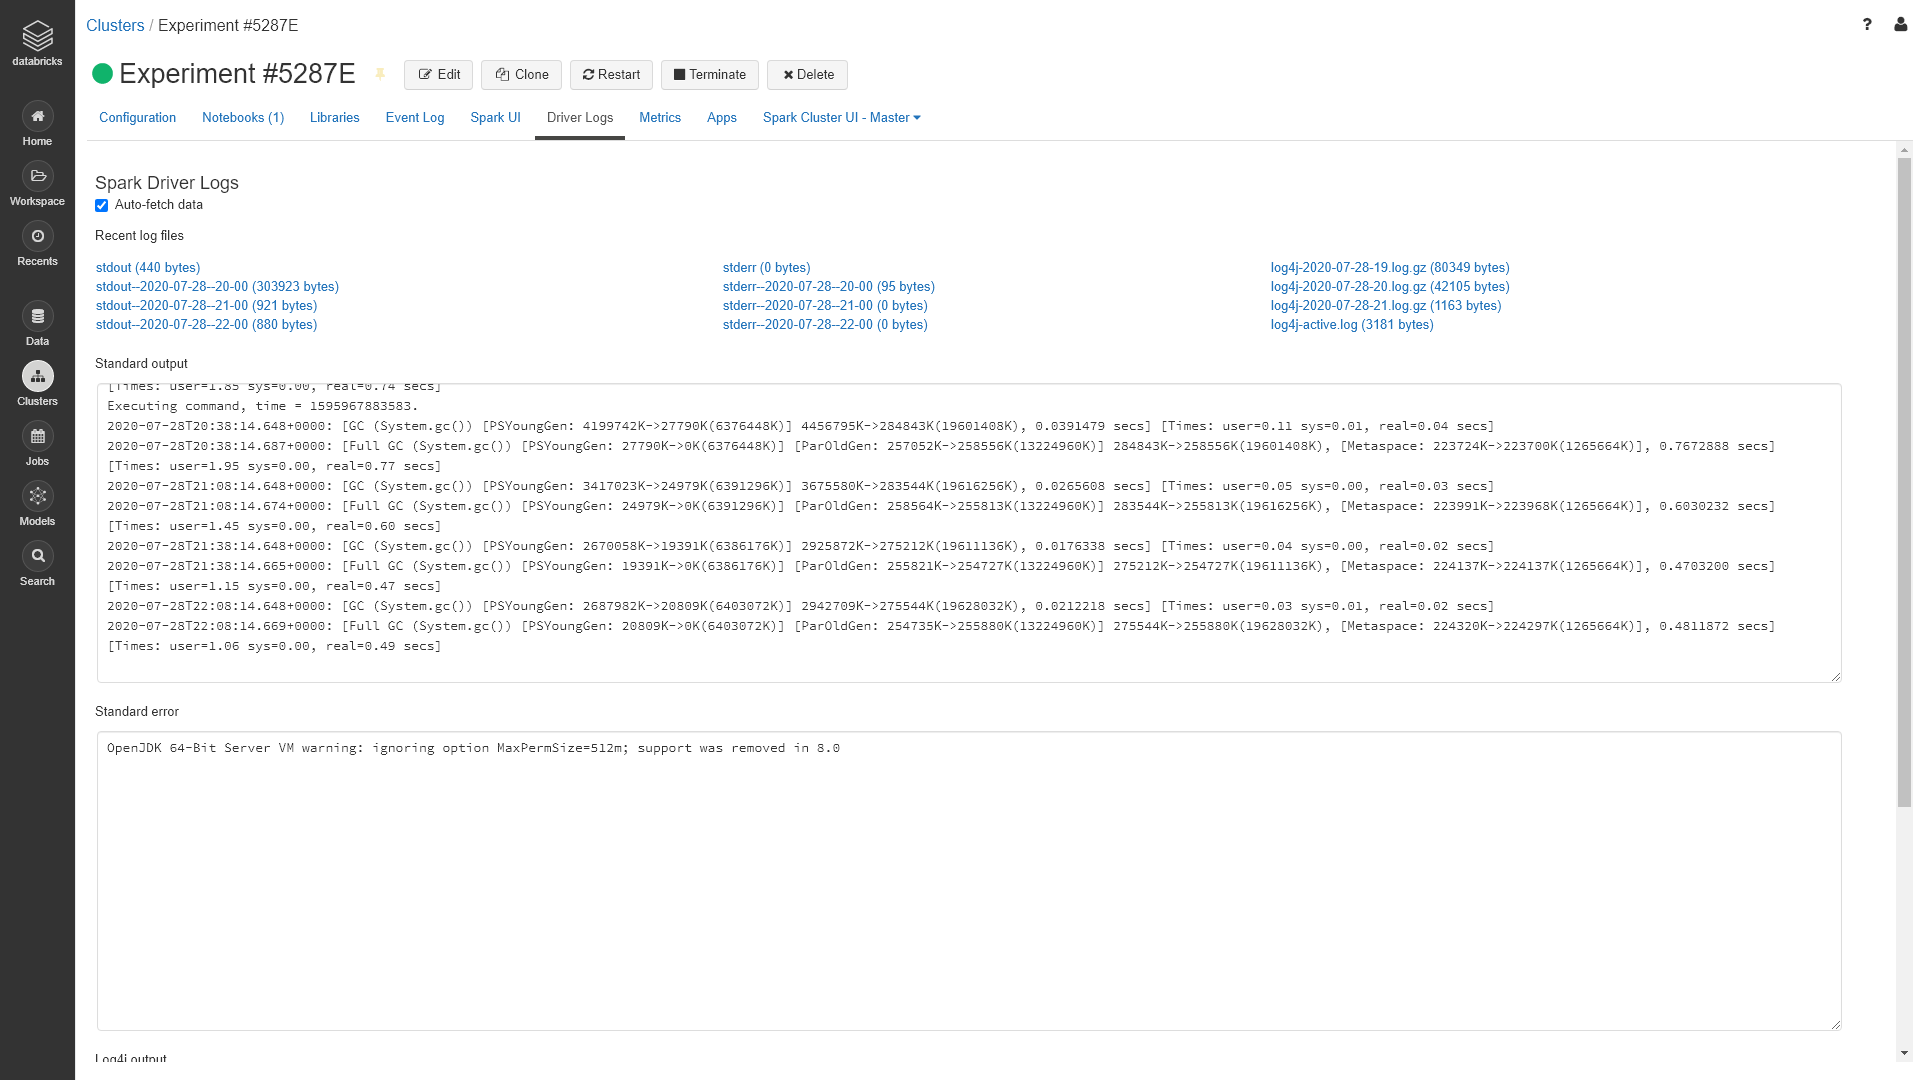 databricks
Home
Workspace
Recents
Data
Clusters
Jobs
Models
Search
Clusters / Experiment #5287E
?
Experiment #5287E
Edit
Clone
Restart
Terminate
Delete
Configuration
Notebooks (1)
Libraries
Event Log
Spark UI
Driver Logs
Metrics
Apps
Spark Cluster UI - Master
Spark Driver Logs
Auto-fetch data
Recent log files
stdout (440 bytes)
stdout--2020-07-28--20-00 (303923 bytes)
stdout--2020-07-28--21-00 (921 bytes)
stdout--2020-07-28--22-00 (880 bytes)
stderr (0 bytes)
stderr--2020-07-28--20-00 (95 bytes)
stderr--2020-07-28--21-00 (0 bytes)
stderr--2020-07-28--22-00 (0 bytes)
log4j-2020-07-28-19.log.gz (80349 bytes)
log4j-2020-07-28-20.log.gz (42105 bytes)
log4j-2020-07-28-21.log.gz (1163 bytes)
log4j-active.log (3181 bytes)
Standard output
[Times: user=1.85 sys=0.00, real=0.74 secs]
Executing command, time = 1595967883583.
2020-07-28T20:38:14.648+0000: [GC (System.gc()) [PSYoungGen: 4199742K->27790K(6376448K)] 4456795K->284843K(19601408K), 0.0391479 secs] [Times: user=0.11 sys=0.01, real=0.04 secs]
2020-07-28T20:38:14.687+0000: [Full GC (System.gc()) [PSYoungGen: 27790K->0K(6376448K)] [ParOldGen: 257052K->258556K(13224960K)] 284843K->258556K(19601408K), [Metaspace: 223724K->223700K(1265664K)], 0.7672888 secs]
[Times: user=1.95 sys=0.00, real=0.77 secs]
2020-07-28T21:08:14.648+0000: [GC (System.gc()) [PSYoungGen: 3417023K->24979K(6391296K)] 3675580K->283544K(19616256K), 0.0265608 secs] [Times: user=0.05 sys=0.00, real=0.03 secs]
2020-07-28T21:08:14.674+0000: [Full GC (System.gc()) [PSYoungGen: 24979K->0K(6391296K)] [ParOldGen: 258564K->255813K(13224960K)] 283544K->255813K(19616256K), [Metaspace: 223991K->223968K(1265664K)], 0.6030232 secs]
[Times: user=1.45 sys=0.00, real=0.60 secs]
2020-07-28T21:38:14.648+0000: [GC (System.gc()) [PSYoungGen: 2670058K->19391K(6386176K)] 2925872K->275212K(19611136K), 0.0176338 secs] [Times: user=0.04 sys=0.00, real=0.02 secs]
2020-07-28T21:38:14.665+0000: [Full GC (System.gc()) [PSYoungGen: 19391K->0K(6386176K)] [ParOldGen: 255821K->254727K(13224960K)] 275212K->254727K(19611136K), [Metaspace: 224137K->224137K(1265664K)], 0.4703200 secs]
[Times: user=1.15 sys=0.00, real=0.47 secs]
2020-07-28T22:08:14.648+0000: [GC (System.gc()) [PSYoungGen: 2687982K->20809K(6403072K)] 2942709K->275544K(19628032K), 0.0212218 secs] [Times: user=0.03 sys=0.01, real=0.02 secs]
2020-07-28T22:08:14.669+0000: [Full GC (System.gc()) [PSYoungGen: 20809K->0K(6403072K)] [ParOldGen: 254735K->255880K(13224960K)] 275544K->255880K(19628032K), [Metaspace: 224320K->224297K(1265664K)], 0.4811872 secs]
[Times: user=1.06 sys=0.00, real=0.49 secs]
Standard error
OpenJDK 64-Bit Server VM warning: ignoring option MaxPermSize=512m; support was removed in 8.0
Log4j output